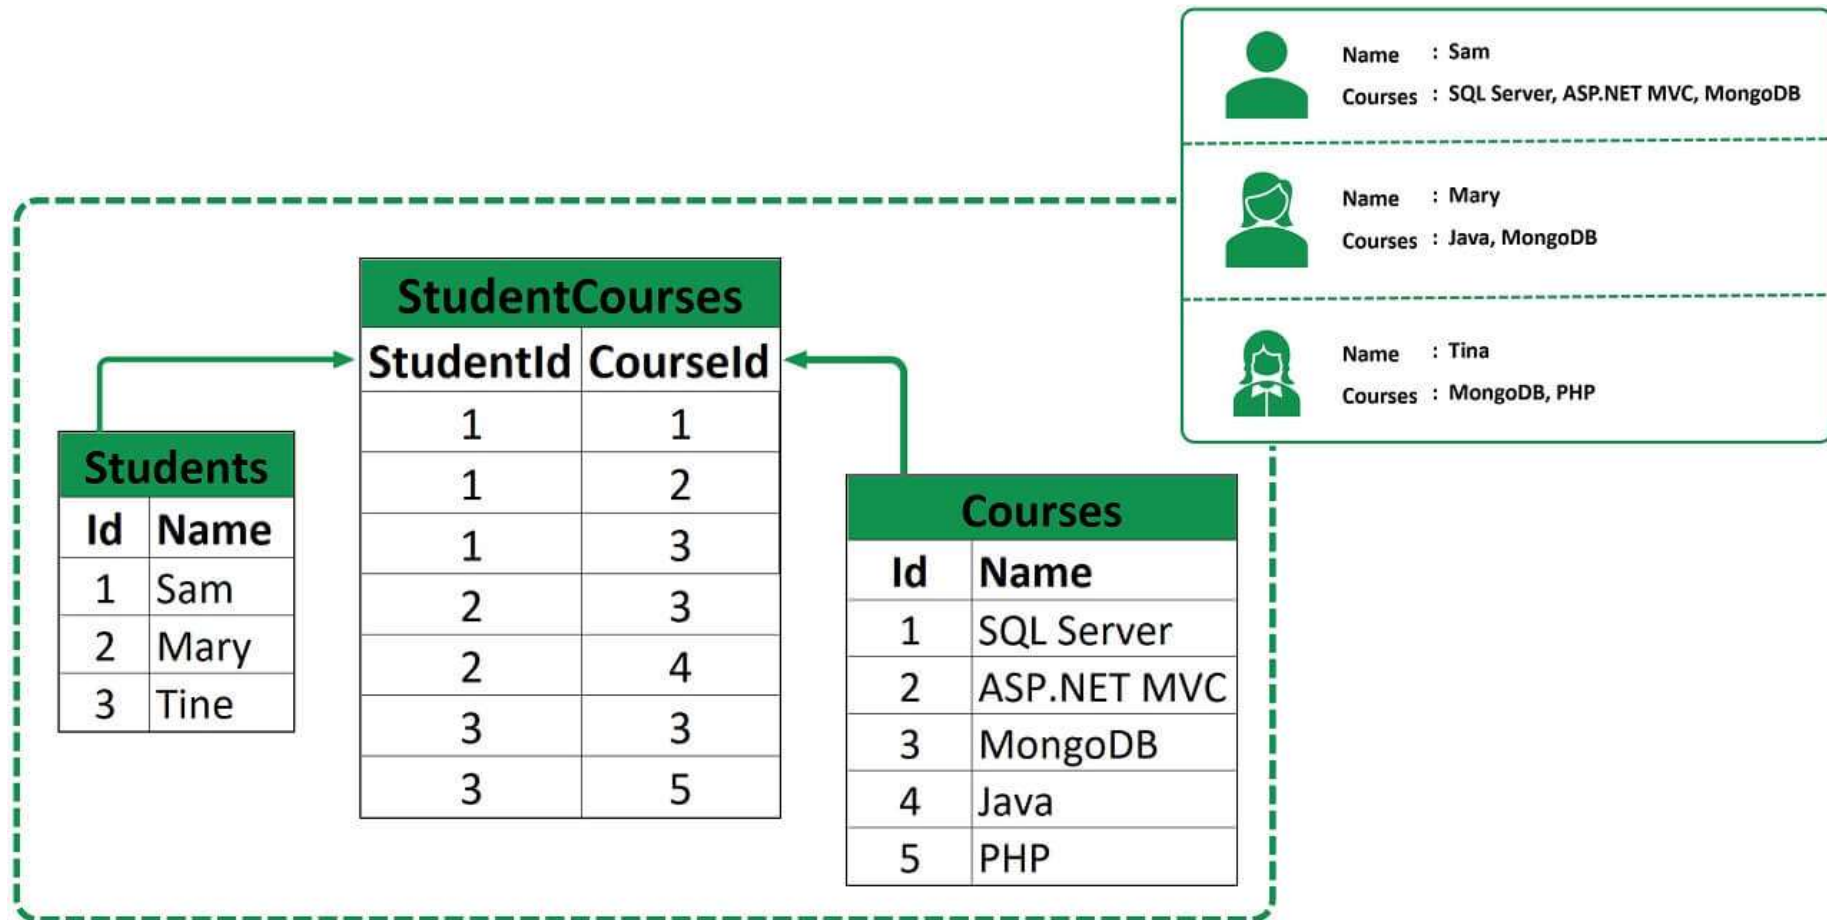 Name : Sam
Courses : SQL Server, ASP.NET MVC, MongoDB
Name : Mary
Courses : Java, MongoDB
Name : Tina
Courses : MongoDB, PHP
Students
Id Name
1 Sam
2 Mary
3 Tine
StudentCourses
StudentId CourseId
1 1
1 2
1 3
2 3
2 4
3 3
3 5
Courses
Id Name
1 SQL Server
2 ASP.NET MVC
3 MongoDB
4 Java
5 PHP